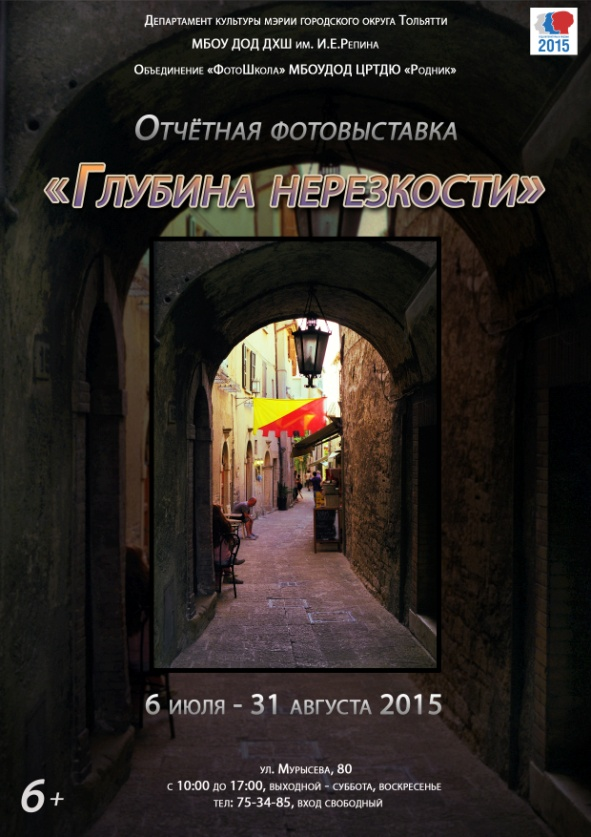 Департамент культуры мэрии городского округа Тольятти
МБОУ ДОД ДХШ им. И.Е.Репина
Объединение «ФотоШкола» МБОУДОД ЦРТДЮ «Родник»
2015
Отчётная фотовыставка
«Глубина нерезкости»
6 июля - 31 августа 2015
ул. Мурысева, 80
с 10:00 до 17:00, выходной - суббота, воскресенье
тел: 75-34-85, вход свободный
6+